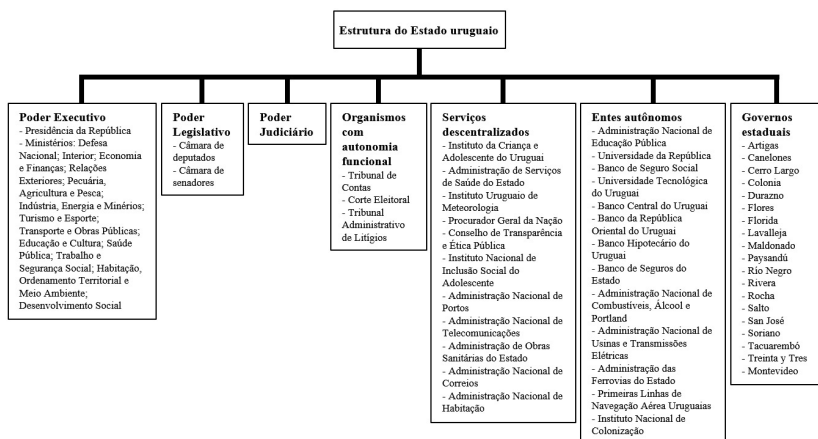 Estrutura do Estado uruguaio
Poder Executivo
- Presidência da República
- Ministérios: Defesa
Nacional; Interior; Economia
e Finanças; Relações
Exteriores; Pecuária,
Agricultura e Pesca;
Indústria, Energia e Minérios;
Turismo e Esporte;
Transporte e Obras Públicas;
Educação e Cultura; Saúde
Pública; Trabalho e
Segurança Social; Habitação,
Ordenamento Territorial e
Meio Ambiente;
Desenvolvimento Social
Poder
Legislativo
- Câmara de
deputados
- Câmara de
senadores
Poder
Judiciário
Organismos
com
autonomia
funcional
- Tribunal de
Contas
- Corte Eleitoral
- Tribunal
Administrativo
de Litígios
Serviços
descentralizados
- Instituto da Criança e
Adolescente do Uruguai
- Administração de Serviços
de Saúde do Estado
- Instituto Uruguaio de
Meteorologia
- Procurador Geral da Nação
- Conselho de Transparência
e Ética Pública
- Instituto Nacional de
Inclusão Social do
Adolescente
- Administração Nacional de
Portos
- Administração Nacional de
Telecomunicações
- Administração de Obras
Sanitárias do Estado
- Administração Nacional de
Correios
- Administração Nacional de
Habitação
Entes autônomos
- Administração Nacional de
Educação Pública
- Universidade da República
- Banco de Seguro Social
- Universidade Tecnológica
do Uruguai
- Banco Central do Uruguai
- Banco da República
Oriental do Uruguai
- Banco Hipotecário do
Uruguai
- Banco de Seguros do
Estado
- Administração Nacional de
Combustíveis, Álcool e
Portland
- Administração Nacional de
Usinas e Transmissões
Elétricas
- Administração das
Ferrovias do Estado
- Primeiras Linhas de
Navegação Aérea Uruguaias
- Instituto Nacional de
Colonização
Governos
estaduais
- Artigas
- Canelones
- Cerro Largo
- Colonia
- Durazno
- Flores
- Florida
- Lavalleja
- Maldonado
- Paysandú
- Río Negro
- Rivera
- Rocha
- Salto
- San José
- Soriano
- Tacuarembó
- Treinta y Tres
- Montevideo